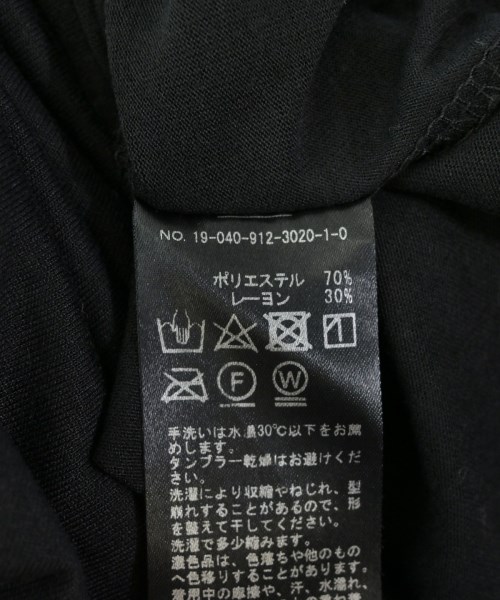 NO. 19-040-912-3020-1-0
ポリエステル 70%
レーヨン 30%
F W
手洗いは水温30℃以下をお薦
めします。
タンブラー乾燥はお避けくだ
さい。
洗濯により収縮やねじれ、型
崩れすることがあるので、形
を整えて干してください。
洗濯で多少縮みます。
濃色品は、色落ちや他のもの
へ色移りすることがあります。
着用中の摩擦や、汗、水濡れ、